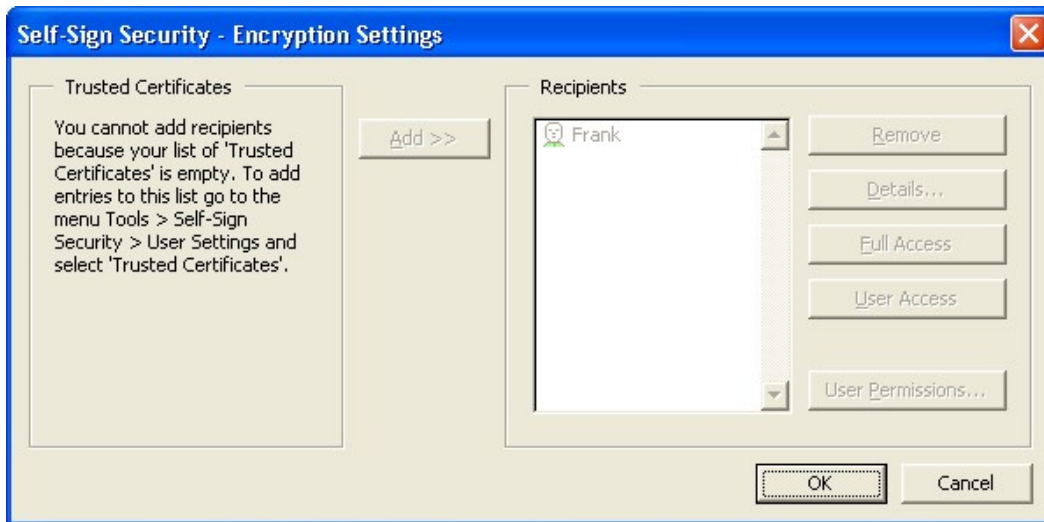 Self-Sign Security - Encryption Settings
Trusted Certificates
You cannot add recipients
because your list of 'Trusted
Certificates' is empty. To add
entries to this list go to the
menu Tools > Self-Sign
Security > User Settings and
select 'Trusted Certificates'.
Add >>
Recipients
Frank
Remove
Details...
Full Access
User Access
User Permissions...
OK
Cancel